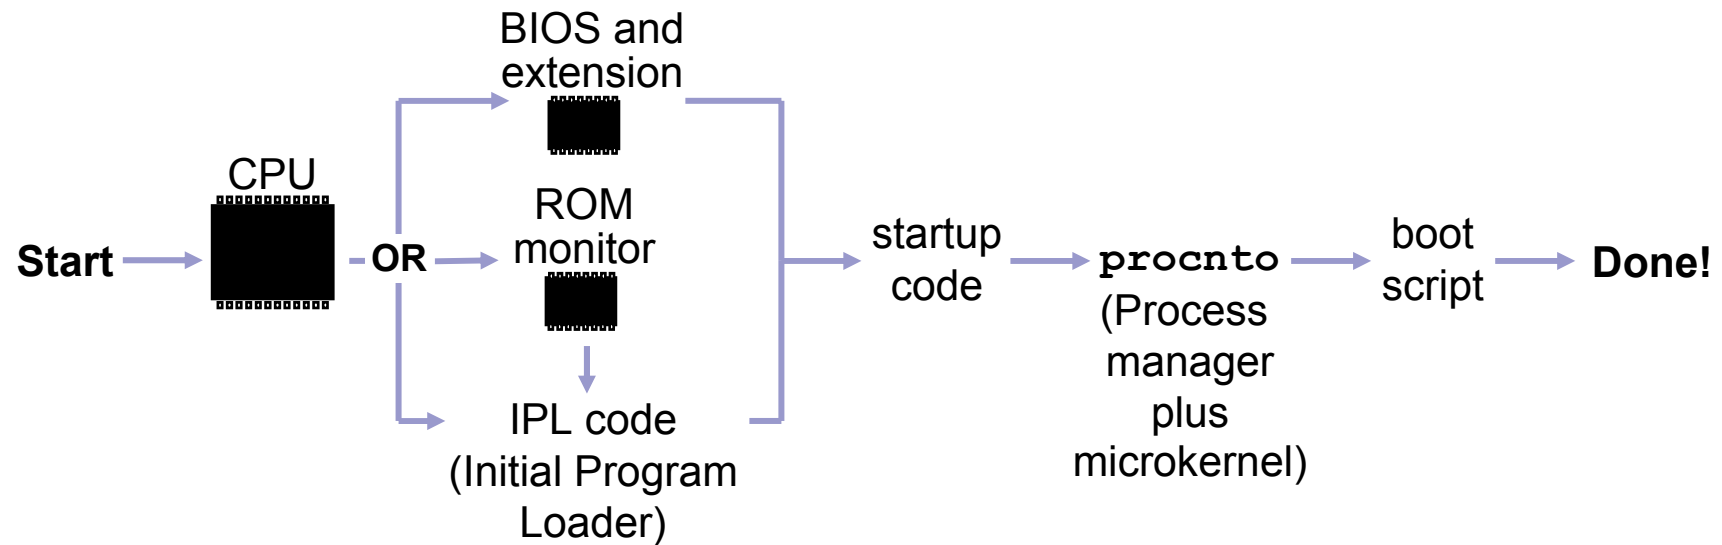 Start
CPU
OR
BIOS and
extension
ROM
monitor
IPL code
(Initial Program
Loader)
startup
code
procnto
(Process
manager
plus
microkernel)
boot
script
Done!